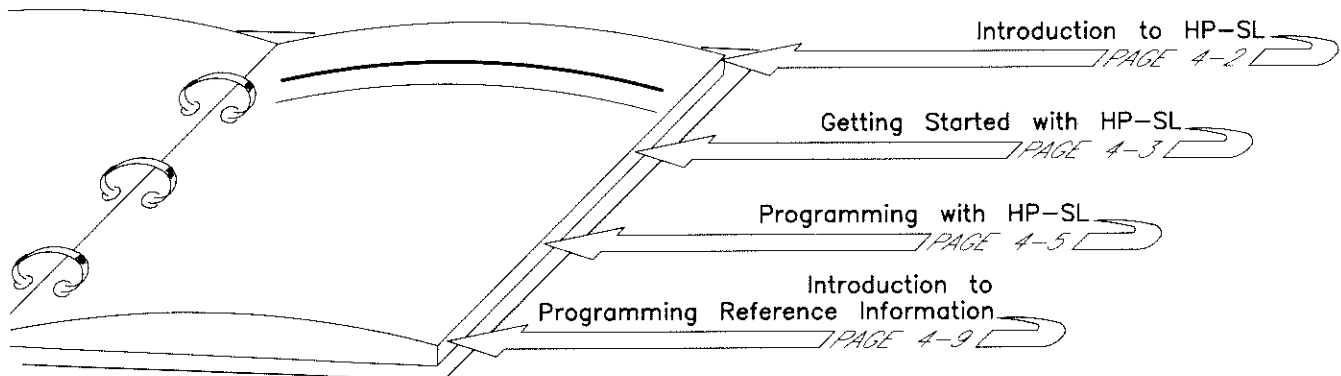 Introduction to HP-SL
PAGE 4-2
Getting Started with HP-SL
PAGE 4-3
Programming with HP-SL
PAGE 4-5
Introduction to
Programming Reference Information
PAGE 4-9